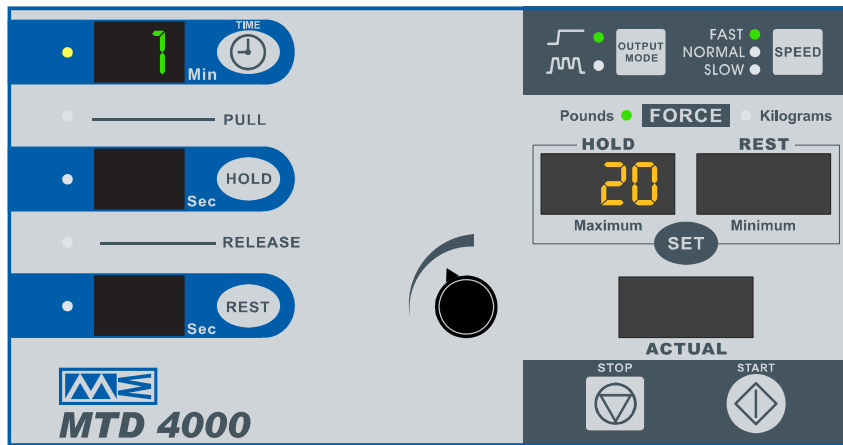 TIME
1
Min
PULL
HOLD
Sec
RELEASE
REST
Sec
MTD 4000
OUTPUT
MODE
FAST
NORMAL
SLOW
SPEED
Pounds FORCE Kilograms
HOLD REST
20
Maximum Minimum
SET
ACTUAL
STOP START